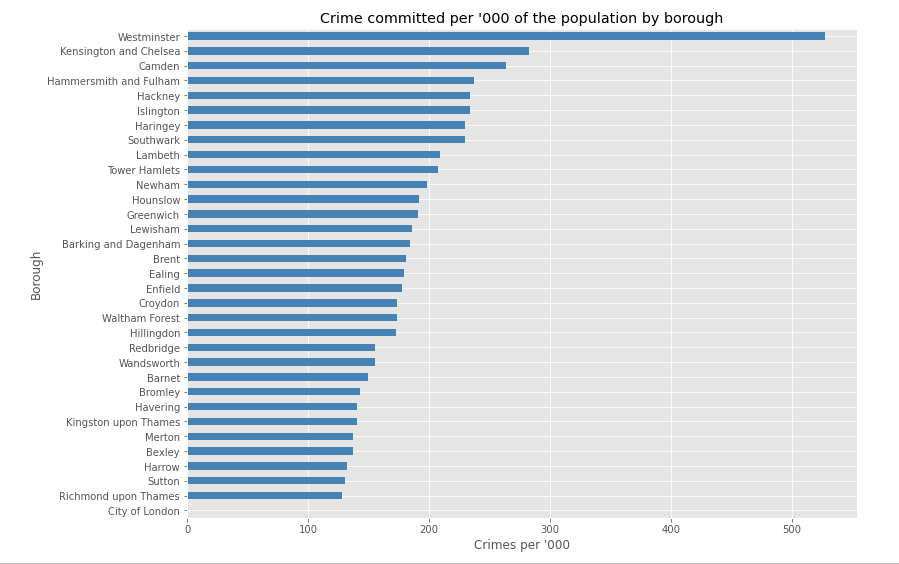 Crime committed per '000 of the population by borough
Westminster
Kensington and Chelsea
Camden
Hammersmith and Fulham
Hackney
Islington
Haringey
Southwark
Lambeth
Tower Hamlets
Newham
Hounslow
Greenwich
Lewisham
Barking and Dagenham
Brent
Ealing
Enfield
Croydon
Waltham Forest
Hillingdon
Redbridge
Wandsworth
Barnet
Bromley
Havering
Kingston upon Thames
Merton
Bexley
Harrow
Sutton
Richmond upon Thames
City of London
Borough
0 100 200 300 400 500
Crimes per '000